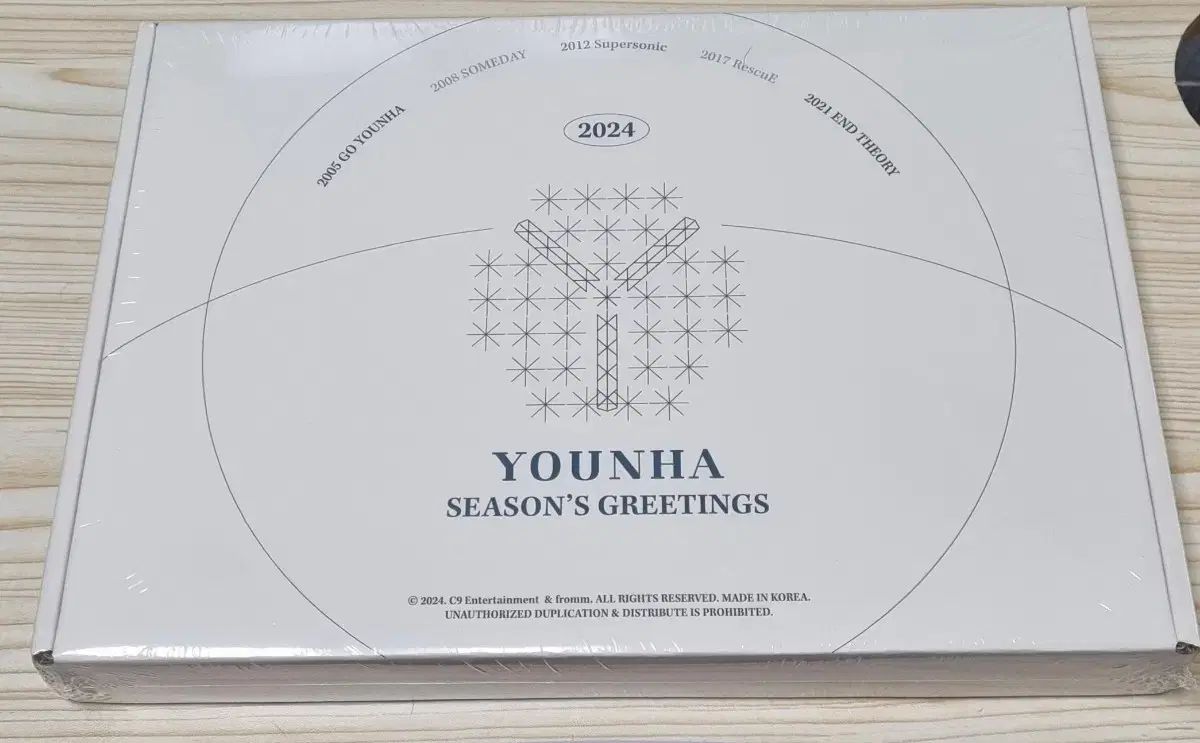 2005 GO YOUNHA
2008 SOMEDAY
2012 Supersonic
2017 RescuE
2021 END THEORY
2024
YOUNHA
SEASON'S GREETINGS
© 2024. C9 Entertainment & fromm. ALL RIGHTS RESERVED. MADE IN KOREA.
UNAUTHORIZED DUPLICATION & DISTRIBUTE IS PROHIBITED.